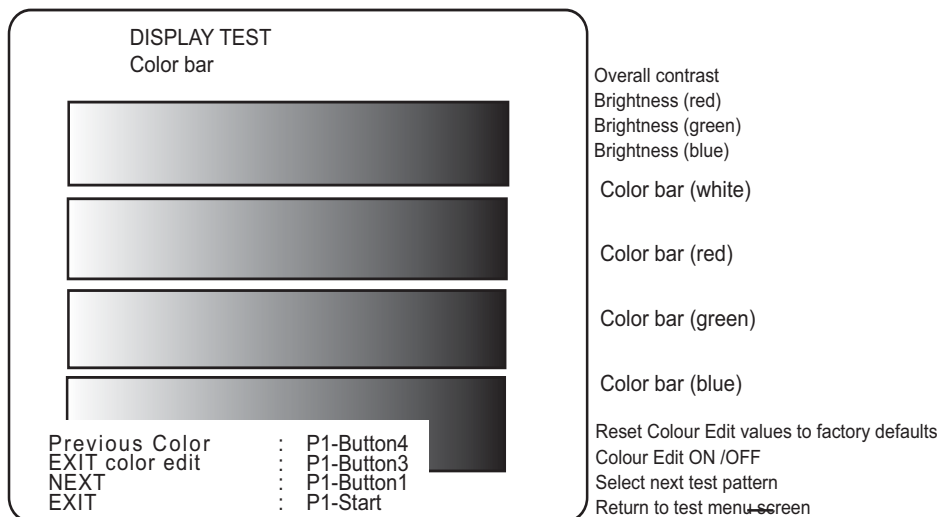 DISPLAY TEST
Color bar
Overall contrast
Brightness (red)
Brightness (green)
Brightness (blue)
Color bar (white)
Color bar (red)
Color bar (green)
Color bar (blue)
Previous Color : P1-Button4
EXIT color edit : P1-Button3
NEXT : P1-Button1
EXIT : P1-Start
Reset Colour Edit values to factory defaults
Colour Edit ON /OFF
Select next test pattern
Return to test menu screen